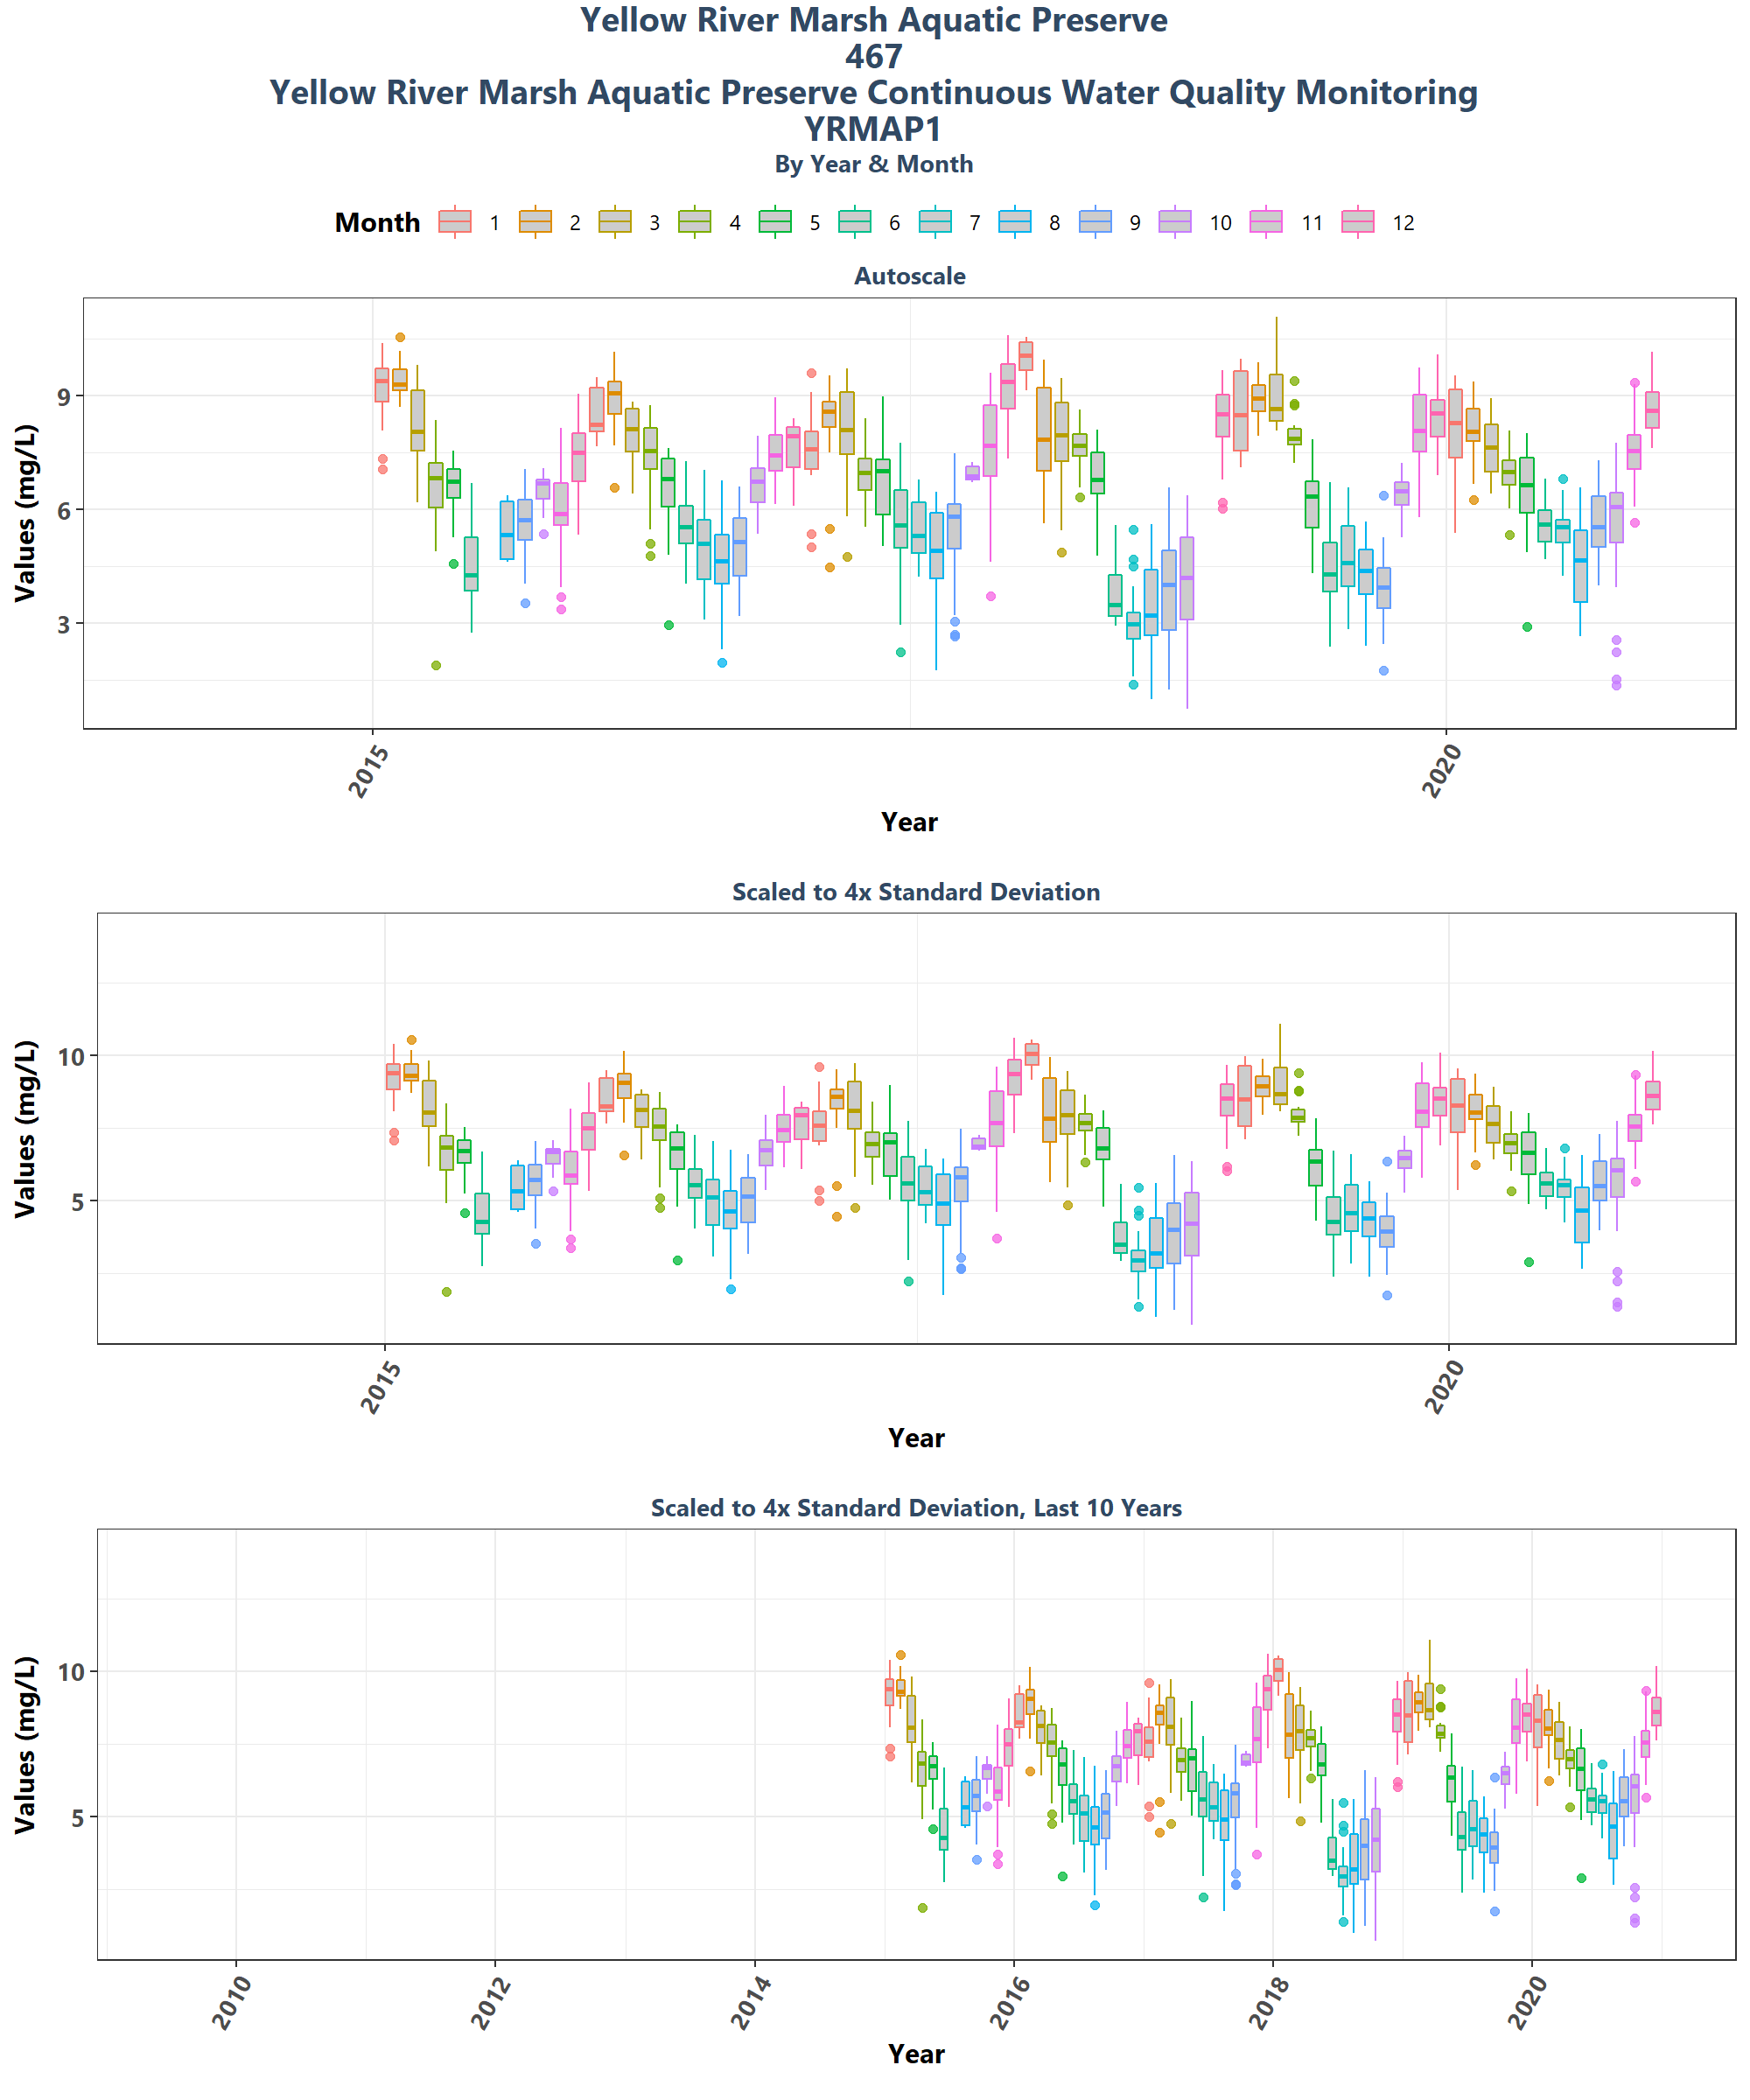 Yellow River Marsh Aquatic Preserve
467
Yellow River Marsh Aquatic Preserve Continuous Water Quality Monitoring
YRMAP1
By Year & Month
Month 1 2 3 4 5 6 7 8 9 10 11 12
Autoscale
Values (mg/L)
9
6
3
2015 2020
Year
Scaled to 4x Standard Deviation
Values (mg/L)
10
5
2015 2020
Year
Scaled to 4x Standard Deviation, Last 10 Years
Values (mg/L)
10
5
2010 2012 2014 2016 2018 2020
Year